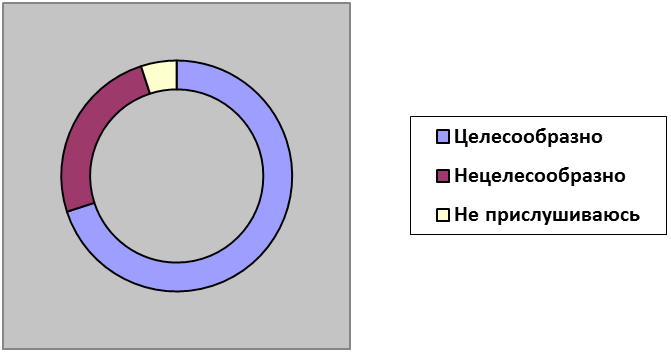 Целесообразно
Нецелесообразно
Не прислушиваюсь